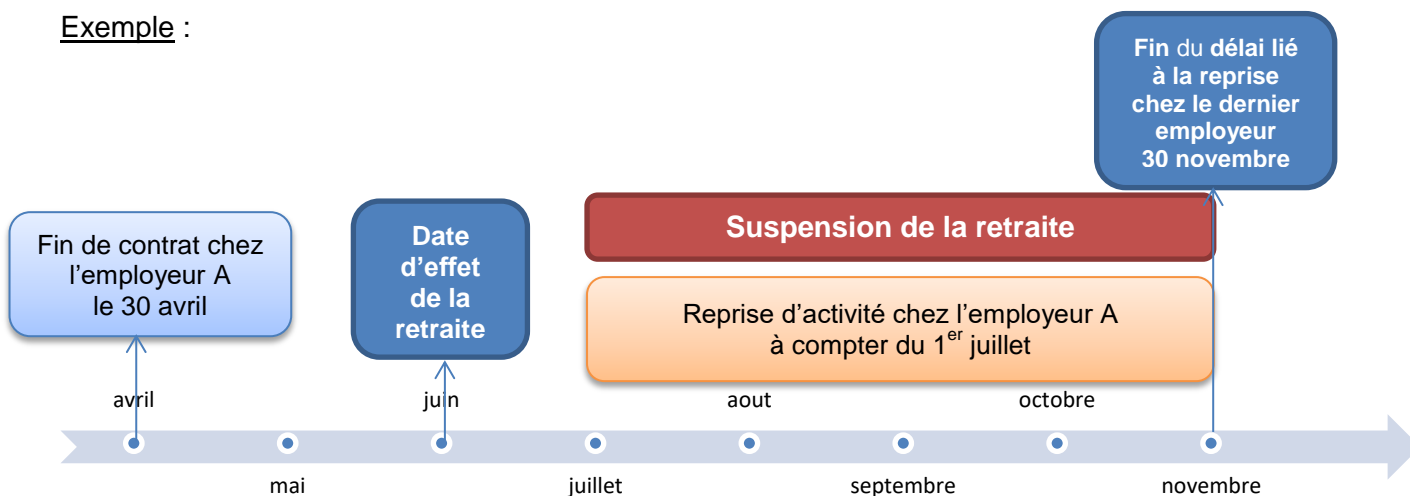 Exemple :
Fin du délai lié
à la reprise
chez le dernier
employeur
30 novembre
Fin de contrat chez
l’employeur A
le 30 avril
Date
d’effet
de la
retraite
Suspension de la retraite
Reprise d’activité chez l’employeur A
à compter du 1er juillet
avril
juin
aout
octobre
mai
juillet
septembre
novembre